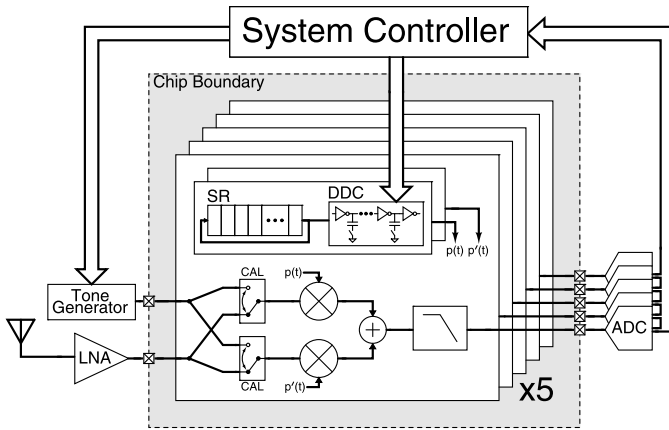 System Controller
Chip Boundary
SR
DDC
p(t) p'(t)
CAL
p(t)
Tone
Generator
ADC
LNA
CAL
p'(t)
x5